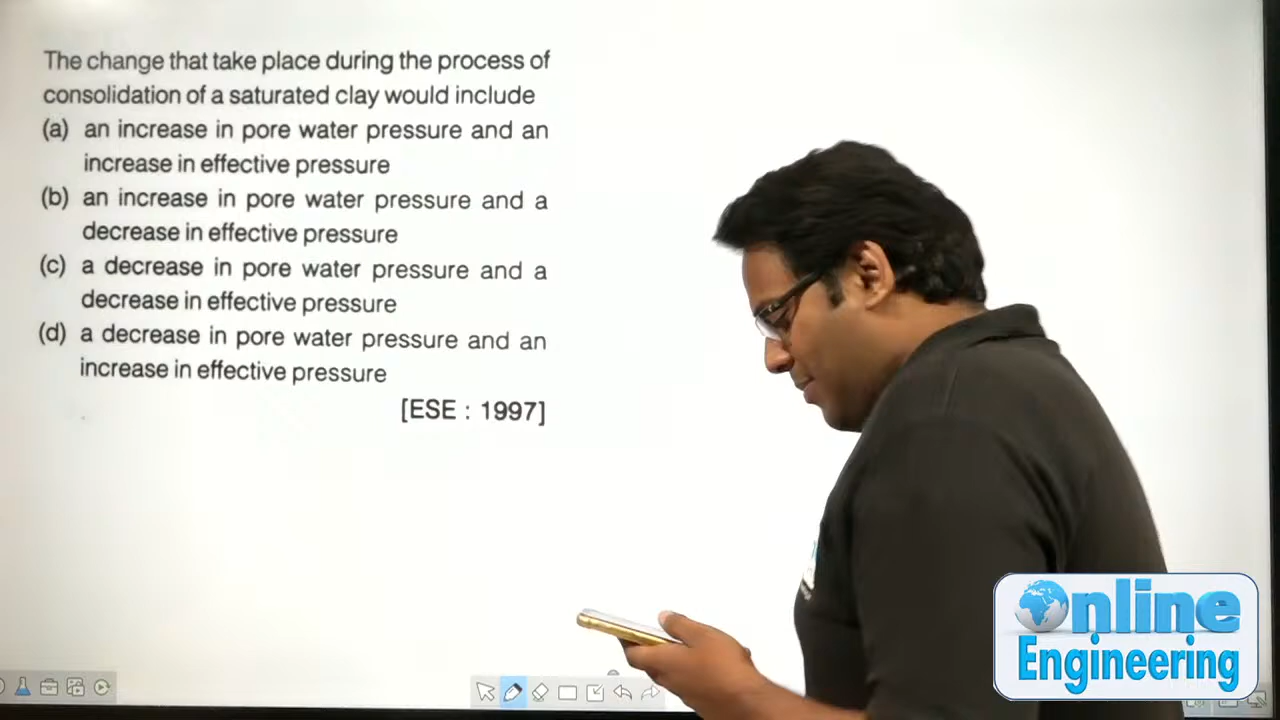 The change that take place during the process of
consolidation of a saturated clay would include
(a) an increase in pore water pressure and an
increase in effective pressure
(b) an increase in pore water pressure and a
decrease in effective pressure
(c) a decrease in pore water pressure and a
decrease in effective pressure
(d) a decrease in pore water pressure and an
increase in effective pressure
[ESE : 1997]
Online
Engineering